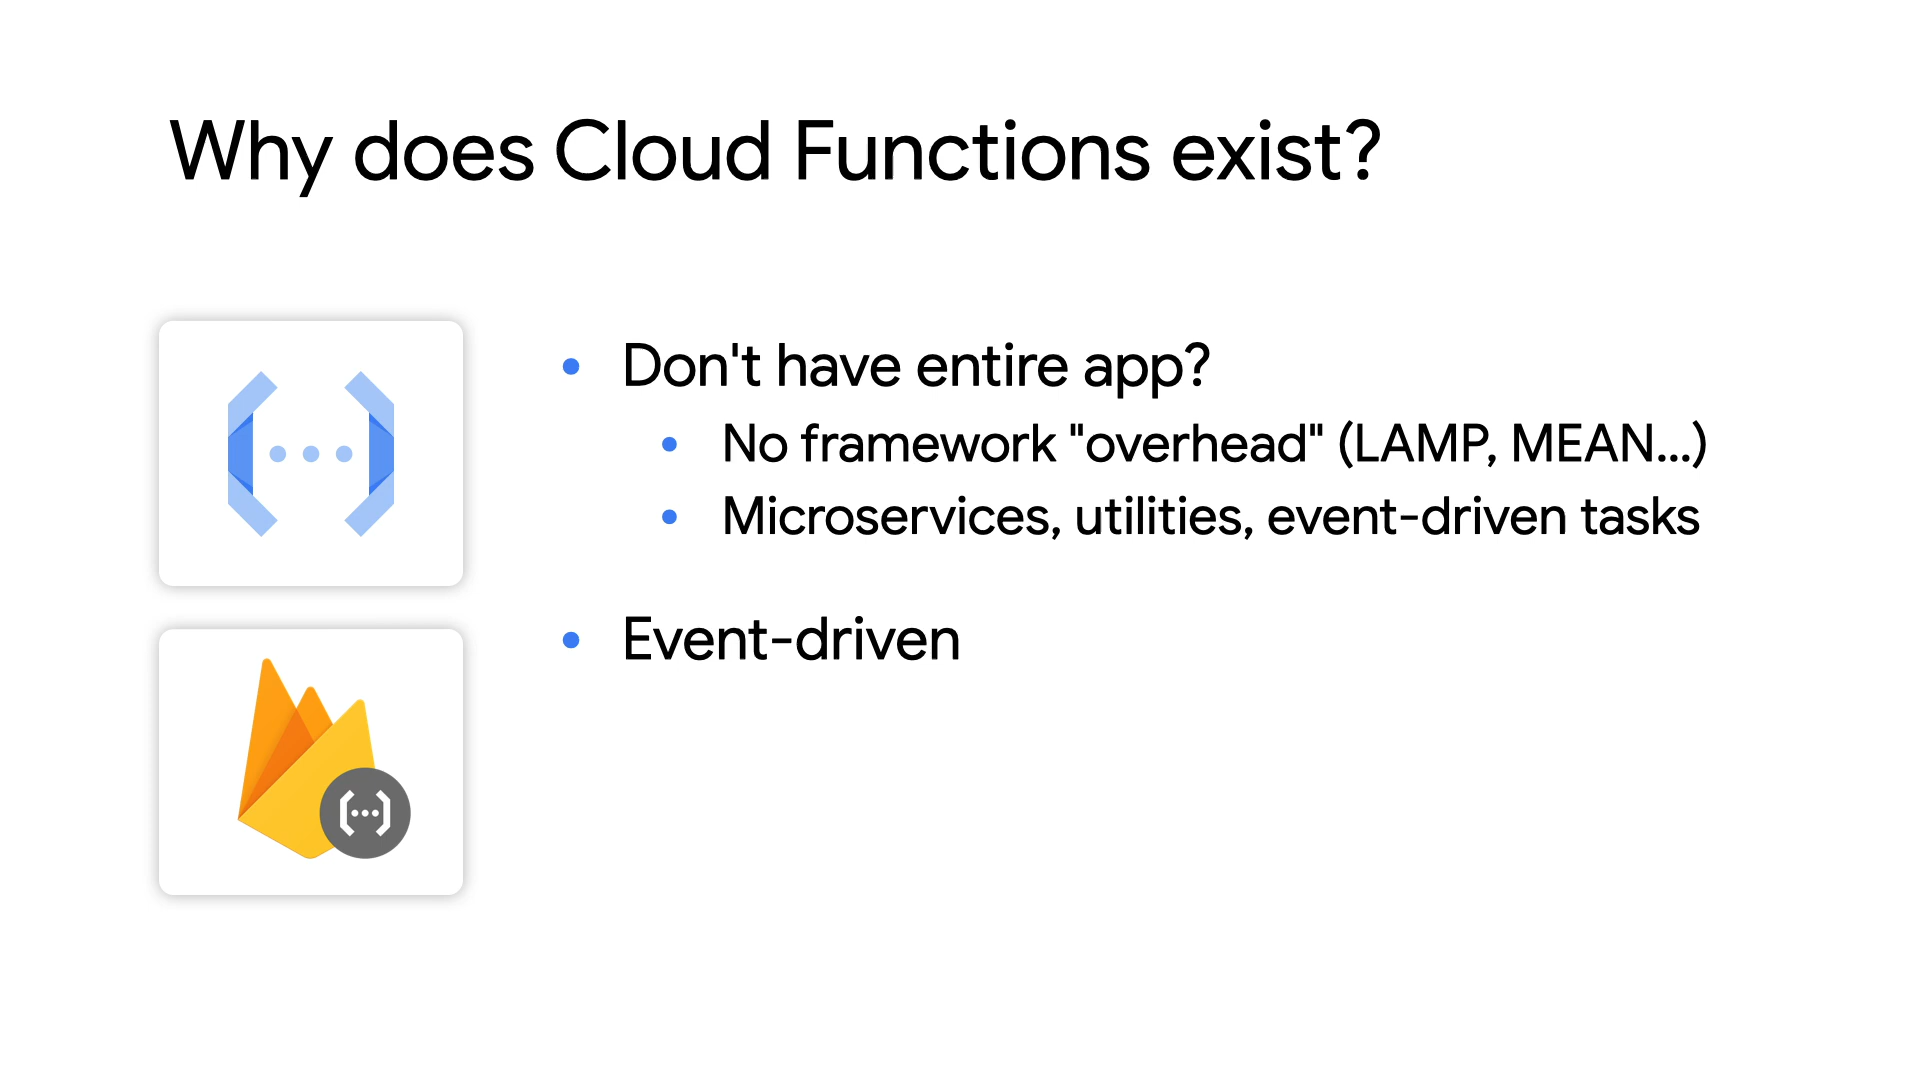 Why does Cloud Functions exist?
• Don't have entire app?
• No framework "overhead" (LAMP, MEAN...)
• Microservices, utilities, event-driven tasks
• Event-driven